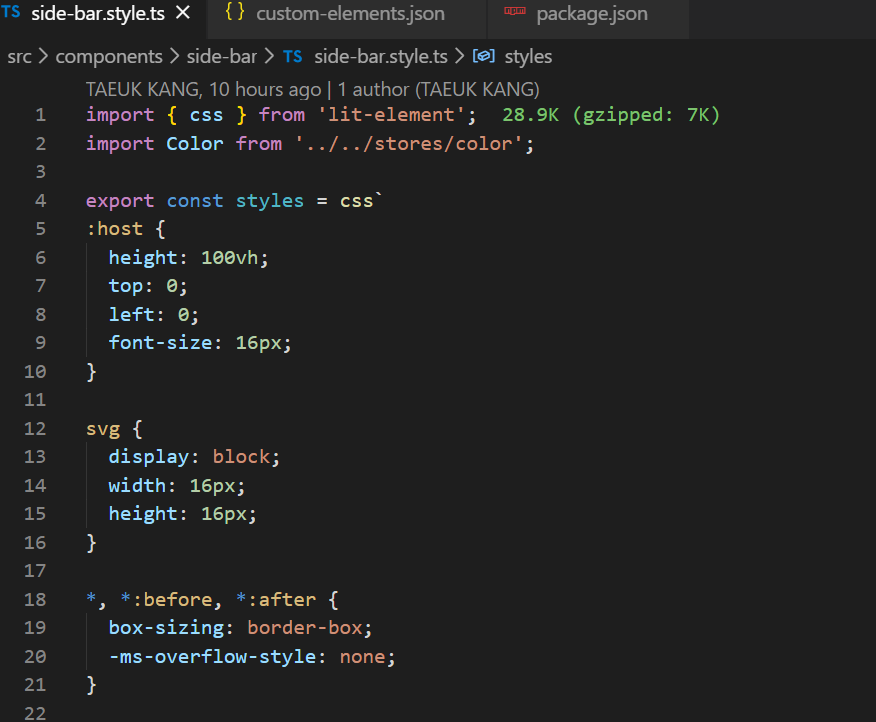 TS side-bar.style.ts × {} custom-elements.json npm package.json
src > components > side-bar > TS side-bar.style.ts > styles
TAEUK KANG, 10 hours ago | 1 author (TAEUK KANG)
1 import { css } from 'lit-element'; 28.9K (gzipped: 7K)
2 import Color from '../../stores/color';
3
4 export const styles = css`
5 :host {
6   height: 100vh;
7   top: 0;
8   left: 0;
9   font-size: 16px;
10 }
11
12 svg {
13   display: block;
14   width: 16px;
15   height: 16px;
16 }
17
18 *, *:before, *:after {
19   box-sizing: border-box;
20   -ms-overflow-style: none;
21 }
22